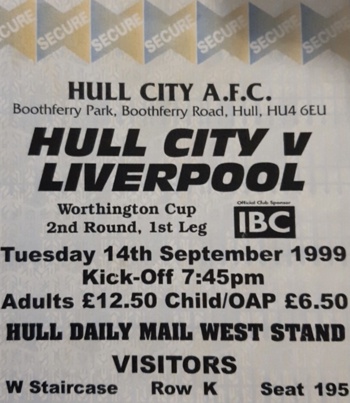 SECURE SECURE SECURE SECURE SECURE
HULL CITY A.F.C.
Boothferry Park, Boothferry Road, Hull, HU4 6EU
HULL CITY V
LIVERPOOL
Worthington Cup
2nd Round, 1st Leg
Official Club Sponsor
IBC
Tuesday 14th September 1999
Kick-Off 7:45pm
Adults £12.50 Child/OAP £6.50
HULL DAILY MAIL WEST STAND
VISITORS
W Staircase Row K Seat 195